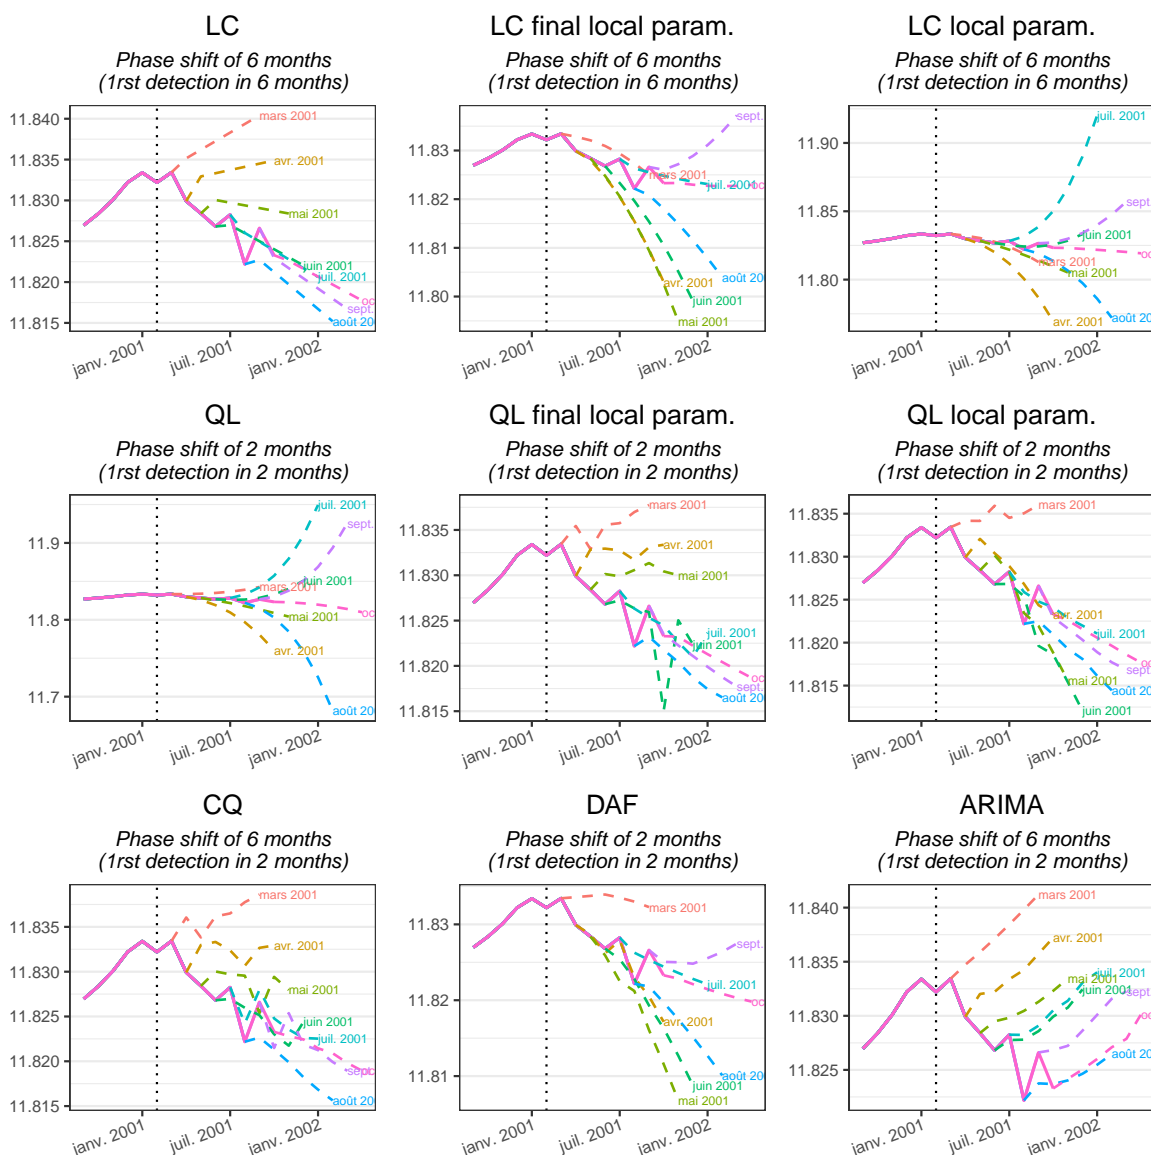 LC
Phase shift of 6 months
(1rst detection in 6 months)
11.840
11.835
11.830
11.825
11.820
11.815
mars 2001
avr. 2001
mai 2001
juin 2001
juil. 2001
oc
sept.
août 20
janv. 2001
juil. 2001
janv. 2002
LC final local param.
Phase shift of 6 months
(1rst detection in 6 months)
11.83
11.82
11.81
11.80
sept.
mars 2001
juil. 2001
oc
août 20
avr. 2001
juin 2001
mai 2001
janv. 2001
juil. 2001
janv. 2002
LC local param.
Phase shift of 6 months
(1rst detection in 6 months)
11.90
11.85
11.80
juil. 2001
sept.
juin 2001
oc
mars 2001
mai 2001
avr. 2001
août 20
janv. 2001
juil. 2001
janv. 2002
QL
Phase shift of 2 months
(1rst detection in 2 months)
11.9
11.8
11.7
juil. 2001
sept.
juin 2001
mars 2001
oc
mai 2001
avr. 2001
août 20
janv. 2001
juil. 2001
janv. 2002
QL final local param.
Phase shift of 2 months
(1rst detection in 2 months)
11.835
11.830
11.825
11.820
11.815
mars 2001
avr. 2001
mai 2001
juil. 2001
juin 2001
oc
sept.
août 20
janv. 2001
juil. 2001
janv. 2002
QL local param.
Phase shift of 2 months
(1rst detection in 2 months)
11.835
11.830
11.825
11.820
11.815
mars 2001
avr. 2001
juil. 2001
oc
sept.
mai 2001
août 20
juin 2001
janv. 2001
juil. 2001
janv. 2002
CQ
Phase shift of 6 months
(1rst detection in 2 months)
11.835
11.830
11.825
11.820
11.815
mars 2001
avr. 2001
mai 2001
juin 2001
juil. 2001
sept.
oc
août 20
janv. 2001
juil. 2001
janv. 2002
DAF
Phase shift of 2 months
(1rst detection in 2 months)
11.83
11.82
11.81
mars 2001
sept.
juil. 2001
oc
avr. 2001
août 20
juin 2001
mai 2001
janv. 2001
juil. 2001
janv. 2002
ARIMA
Phase shift of 6 months
(1rst detection in 2 months)
11.840
11.835
11.830
11.825
mars 2001
avr. 2001
juil. 2001
mai 2001
juin 2001
sept.
oc
août 20
janv. 2001
juil. 2001
janv. 2002